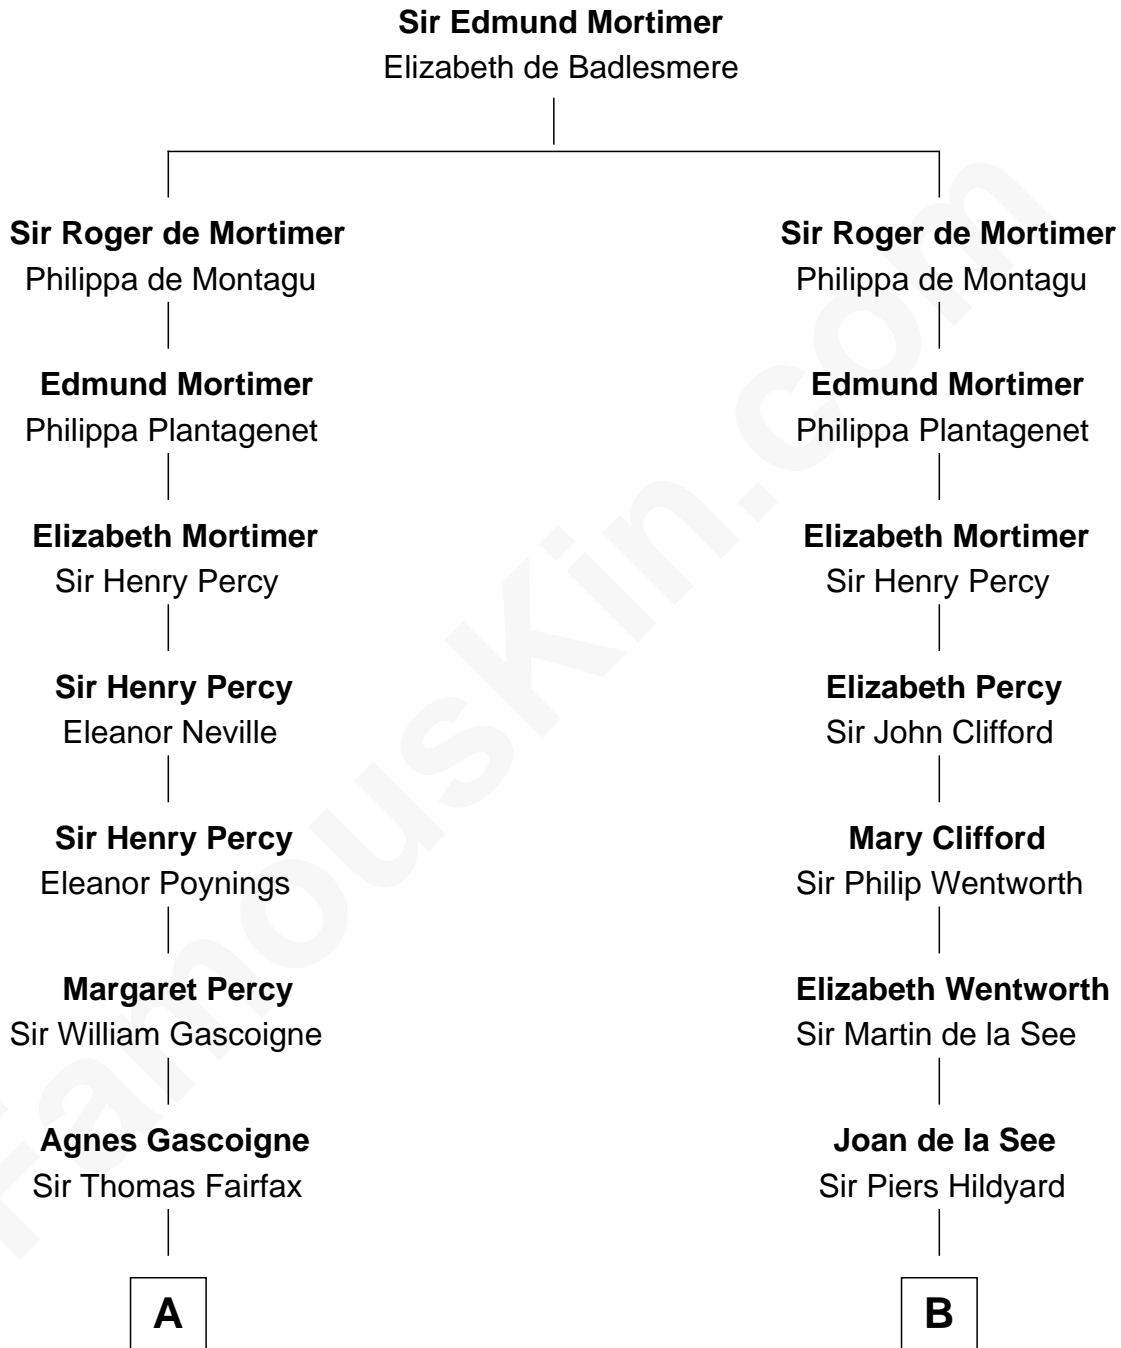 Sir Edmund Mortimer
Elizabeth de Badlesmere
Sir Roger de Mortimer
Philippa de Montagu
Edmund Mortimer
Philippa Plantagenet
Elizabeth Mortimer
Sir Henry Percy
Sir Henry Percy
Eleanor Neville
Sir Henry Percy
Eleanor Poynings
Margaret Percy
Sir William Gascoigne
Agnes Gascoigne
Sir Thomas Fairfax
A
Sir Roger de Mortimer
Philippa de Montagu
Edmund Mortimer
Philippa Plantagenet
Elizabeth Mortimer
Sir Henry Percy
Elizabeth Percy
Sir John Clifford
Mary Clifford
Sir Philip Wentworth
Elizabeth Wentworth
Sir Martin de la See
Joan de la See
Sir Piers Hildyard
B
FamousKin.com